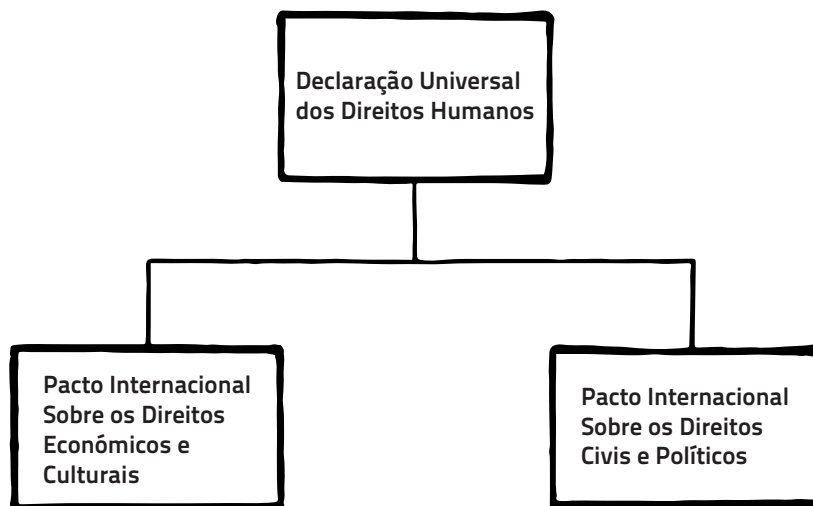 Declaração Universal
dos Direitos Humanos
Pacto Internacional
Sobre os Direitos
Económicos e
Culturais
Pacto Internacional
Sobre os Direitos
Civis e Políticos